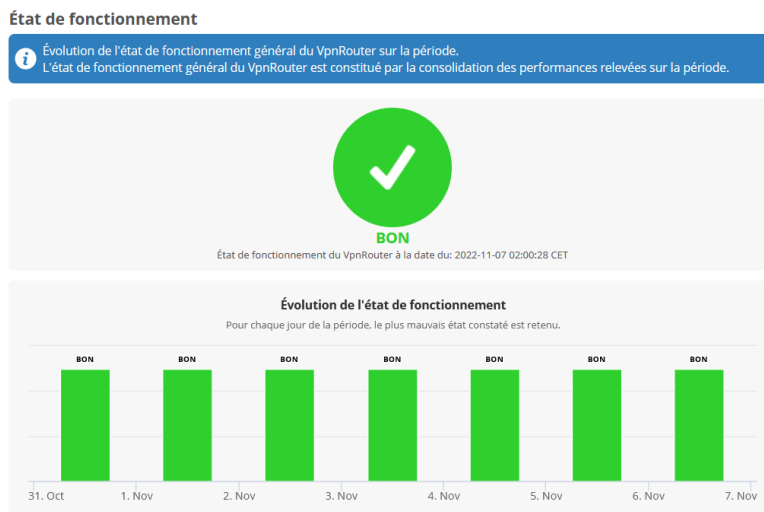 État de fonctionnement
Évolution de l'état de fonctionnement général du VpnRouter sur la période.
L'état de fonctionnement général du VpnRouter est constitué par la consolidation des performances relevées sur la période.
BON
État de fonctionnement du VpnRouter à la date du: 2022-11-07 02:00:28 CET
Évolution de l'état de fonctionnement
Pour chaque jour de la période, le plus mauvais état constaté est retenu.
BON BON BON BON BON BON BON
31. Oct 1. Nov 2. Nov 3. Nov 4. Nov 5. Nov 6. Nov 7. Nov